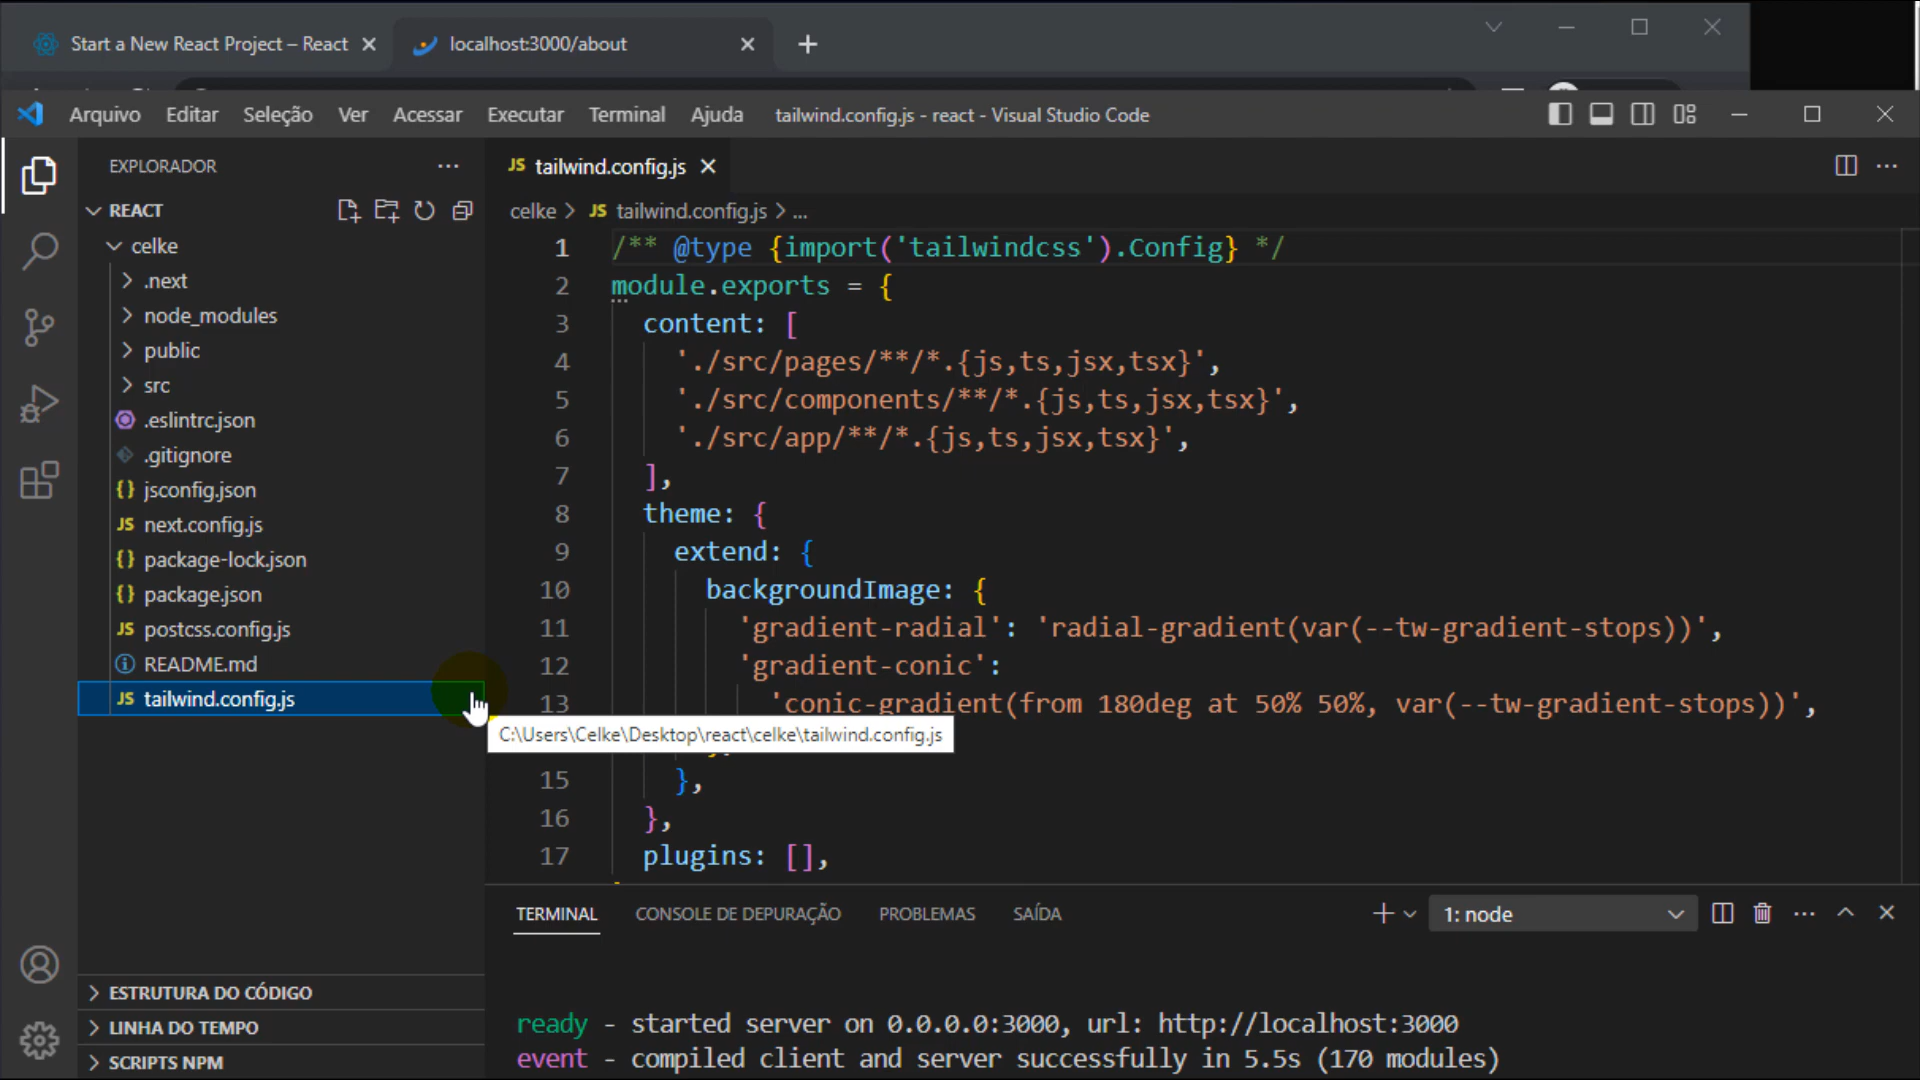 Start a New React Project – React
localhost:3000/about
Arquivo Editar Seleção Ver Acessar Executar Terminal Ajuda tailwind.config.js - react - Visual Studio Code
EXPLORADOR
REACT
celke
.next
node_modules
public
src
.eslintrc.json
.gitignore
{} jsconfig.json
JS next.config.js
{} package-lock.json
{} package.json
JS postcss.config.js
README.md
JS tailwind.config.js
C:\Users\Celke\Desktop\react\celke\tailwind.config.js
ESTRUTURA DO CÓDIGO
LINHA DO TEMPO
SCRIPTS NPM
JS tailwind.config.js
celke > JS tailwind.config.js > ...
1 /** @type {import('tailwindcss').Config} */
2 module.exports = {
3 content: [
4 './src/pages/**/*.{js,ts,jsx,tsx}',
5 './src/components/**/*.{js,ts,jsx,tsx}',
6 './src/app/**/*.{js,ts,jsx,tsx}',
7 ],
8 theme: {
9 extend: {
10 backgroundImage: {
11 'gradient-radial': 'radial-gradient(var(--tw-gradient-stops))',
12 'gradient-conic':
13 'conic-gradient(from 180deg at 50% 50%, var(--tw-gradient-stops))',
15 },
16 },
17 plugins: [],
TERMINAL CONSOLE DE DEPURAÇÃO PROBLEMAS SAÍDA
1: node
ready - started server on 0.0.0.0:3000, url: http://localhost:3000
event - compiled client and server successfully in 5.5s (170 modules)